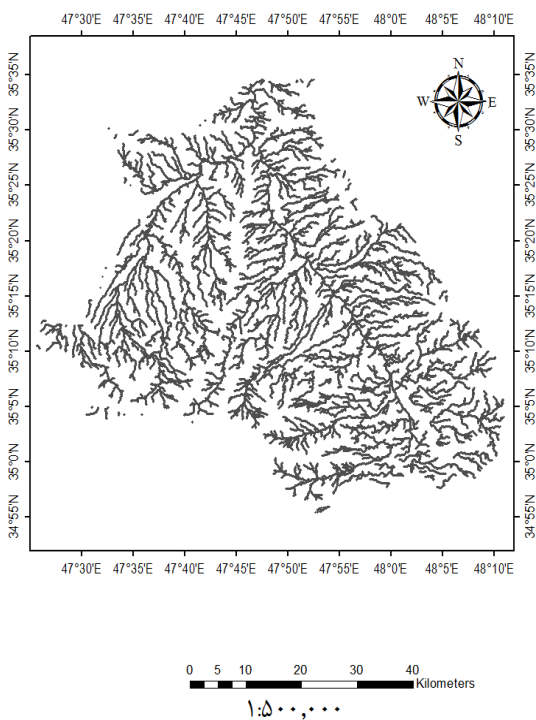 47°30'E 47°35'E 47°40'E 47°45'E 47°50'E 47°55'E 48°0'E 48°5'E 48°10'E
N
W E
S
35°35'N 35°35'N
35°30'N 35°30'N
35°25'N 35°25'N
35°20'N 35°20'N
35°15'N 35°15'N
35°10'N 35°10'N
35°5'N 35°5'N
35°0'N 35°0'N
34°55'N 34°55'N
47°30'E 47°35'E 47°40'E 47°45'E 47°50'E 47°55'E 48°0'E 48°5'E 48°10'E
0 5 10 20 30 40
Kilometers
۱:۵۰۰,۰۰۰